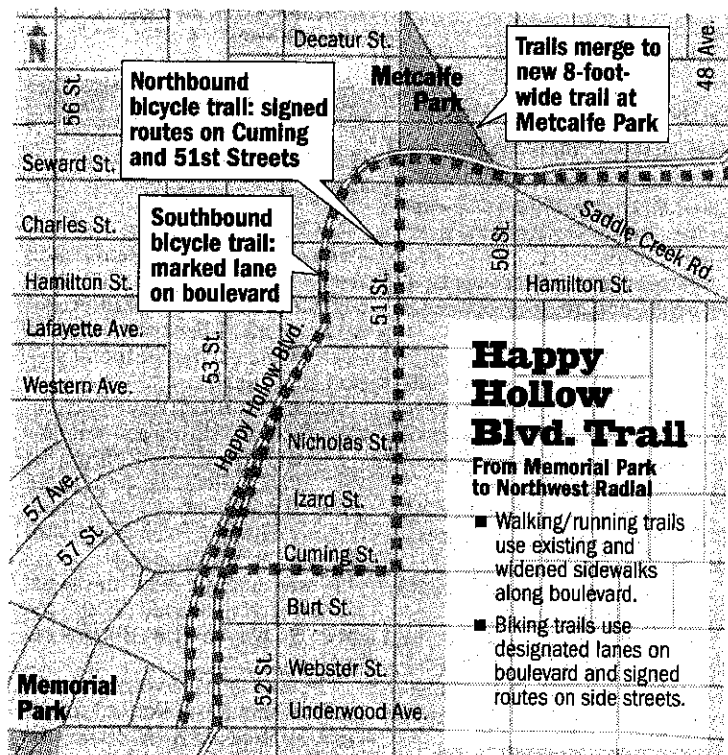 N
Decatur St.
48 Ave.
56 St.
Metcalfe
Park
Trails merge to
new 8-foot-
wide trail at
Metcalfe Park
Northbound
bicycle trail: signed
routes on Cuming
and 51st Streets
Seward St.
Southbound
bicycle trail:
marked lane
on boulevard
Charles St.
Saddle Creek Rd.
50 St.
Hamilton St.
Hamilton St.
51 St.
Lafayette Ave.
53 St.
Happy Hollow Blvd.
Western Ave.
Nicholas St.
57 Ave.
Izard St.
57 St.
Cuming St.
Burt St.
52 St.
Webster St.
Memorial
Park
Underwood Ave.
Happy
Hollow
Blvd. Trail
From Memorial Park
to Northwest Radial
■ Walking/running trails
use existing and
widened sidewalks
along boulevard.
■ Biking trails use
designated lanes on
boulevard and signed
routes on side streets.